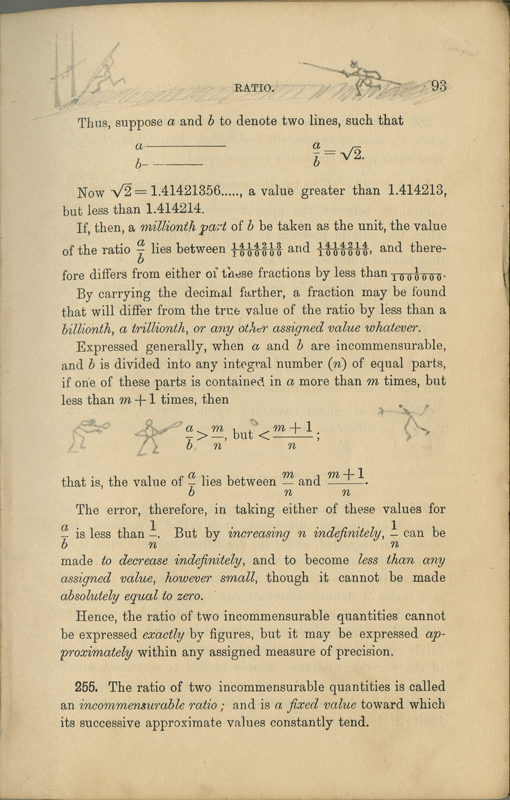 RATIO. 93
Thus, suppose a and b to denote two lines, such that
a———— a/b = √2.
b- ———
Now √2 = 1.41421356....., a value greater than 1.414213,
but less than 1.414214.
If, then, a millionth part of b be taken as the unit, the value
of the ratio a/b lies between 1414213/1000000 and 1414214/1000000, and there-
fore differs from either of these fractions by less than 1/1000000.
By carrying the decimal farther, a fraction may be found
that will differ from the true value of the ratio by less than a
billionth, a trillionth, or any other assigned value whatever.
Expressed generally, when a and b are incommensurable,
and b is divided into any integral number (n) of equal parts,
if one of these parts is contained in a more than m times, but
less than m + 1 times, then
a/b > m/n, but < (m + 1)/n ;
that is, the value of a/b lies between m/n and (m + 1)/n.
The error, therefore, in taking either of these values for
a/b is less than 1/n. But by increasing n indefinitely, 1/n can be
made to decrease indefinitely, and to become less than any
assigned value, however small, though it cannot be made
absolutely equal to zero.
Hence, the ratio of two incommensurable quantities cannot
be expressed exactly by figures, but it may be expressed ap-
proximately within any assigned measure of precision.
255. The ratio of two incommensurable quantities is called
an incommensurable ratio ; and is a fixed value toward which
its successive approximate values constantly tend.